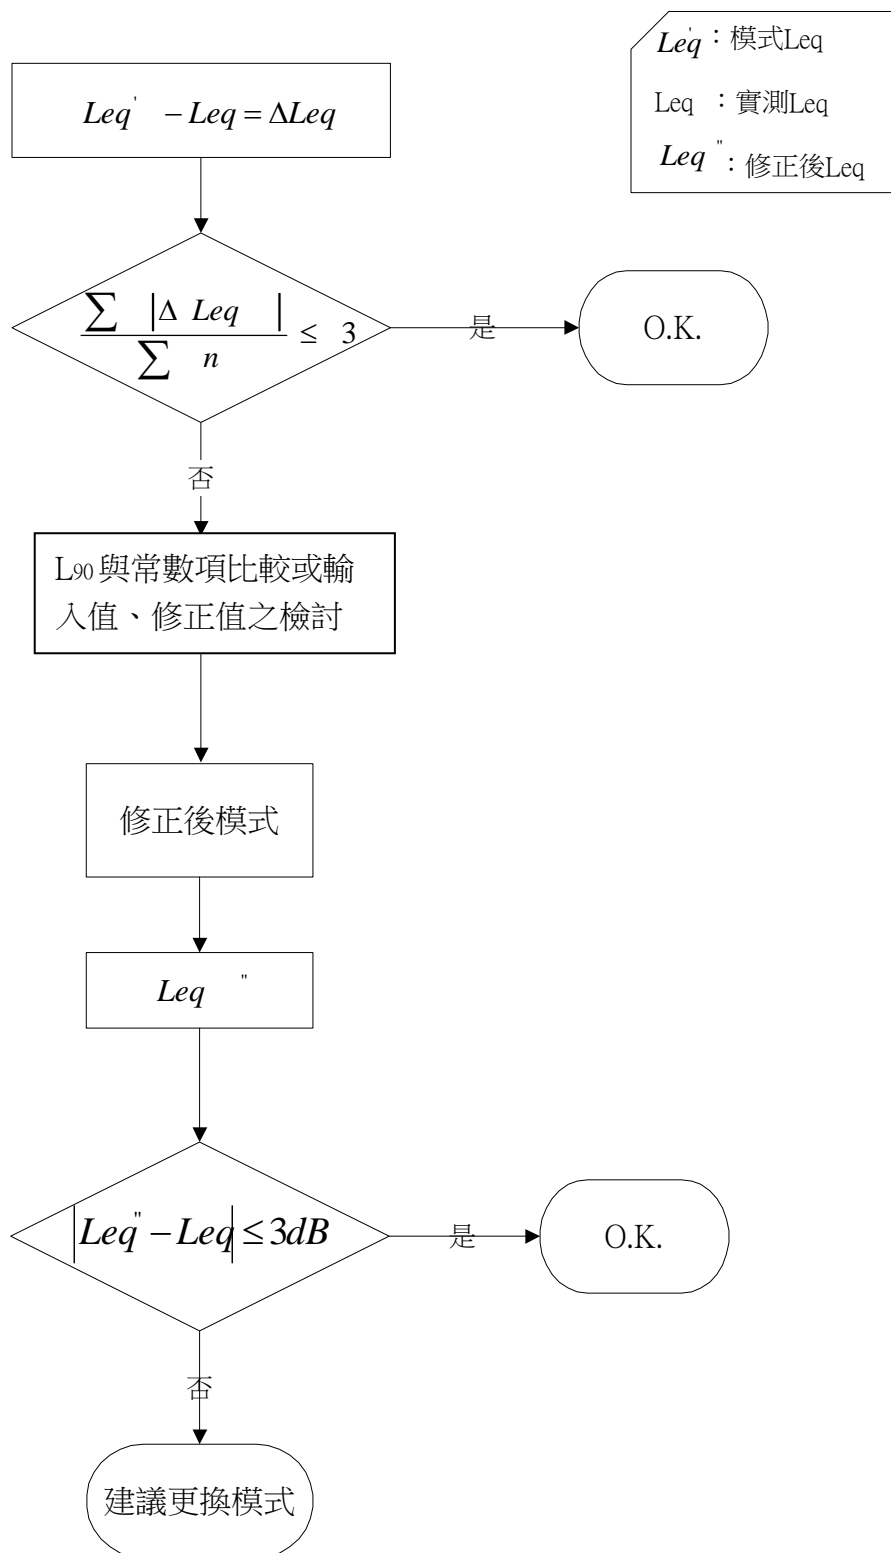 Leq'：模式Leq
Leq ：實測Leq
Leq "：修正後Leq
Leq' − Leq = ΔLeq
∑ |Δ Leq |
∑ n
≤ 3
是
O.K.
否
L90與常數項比較或輸
入值、修正值之檢討
修正後模式
Leq "
|Leq" − Leq| ≤ 3dB
是
O.K.
否
建議更換模式